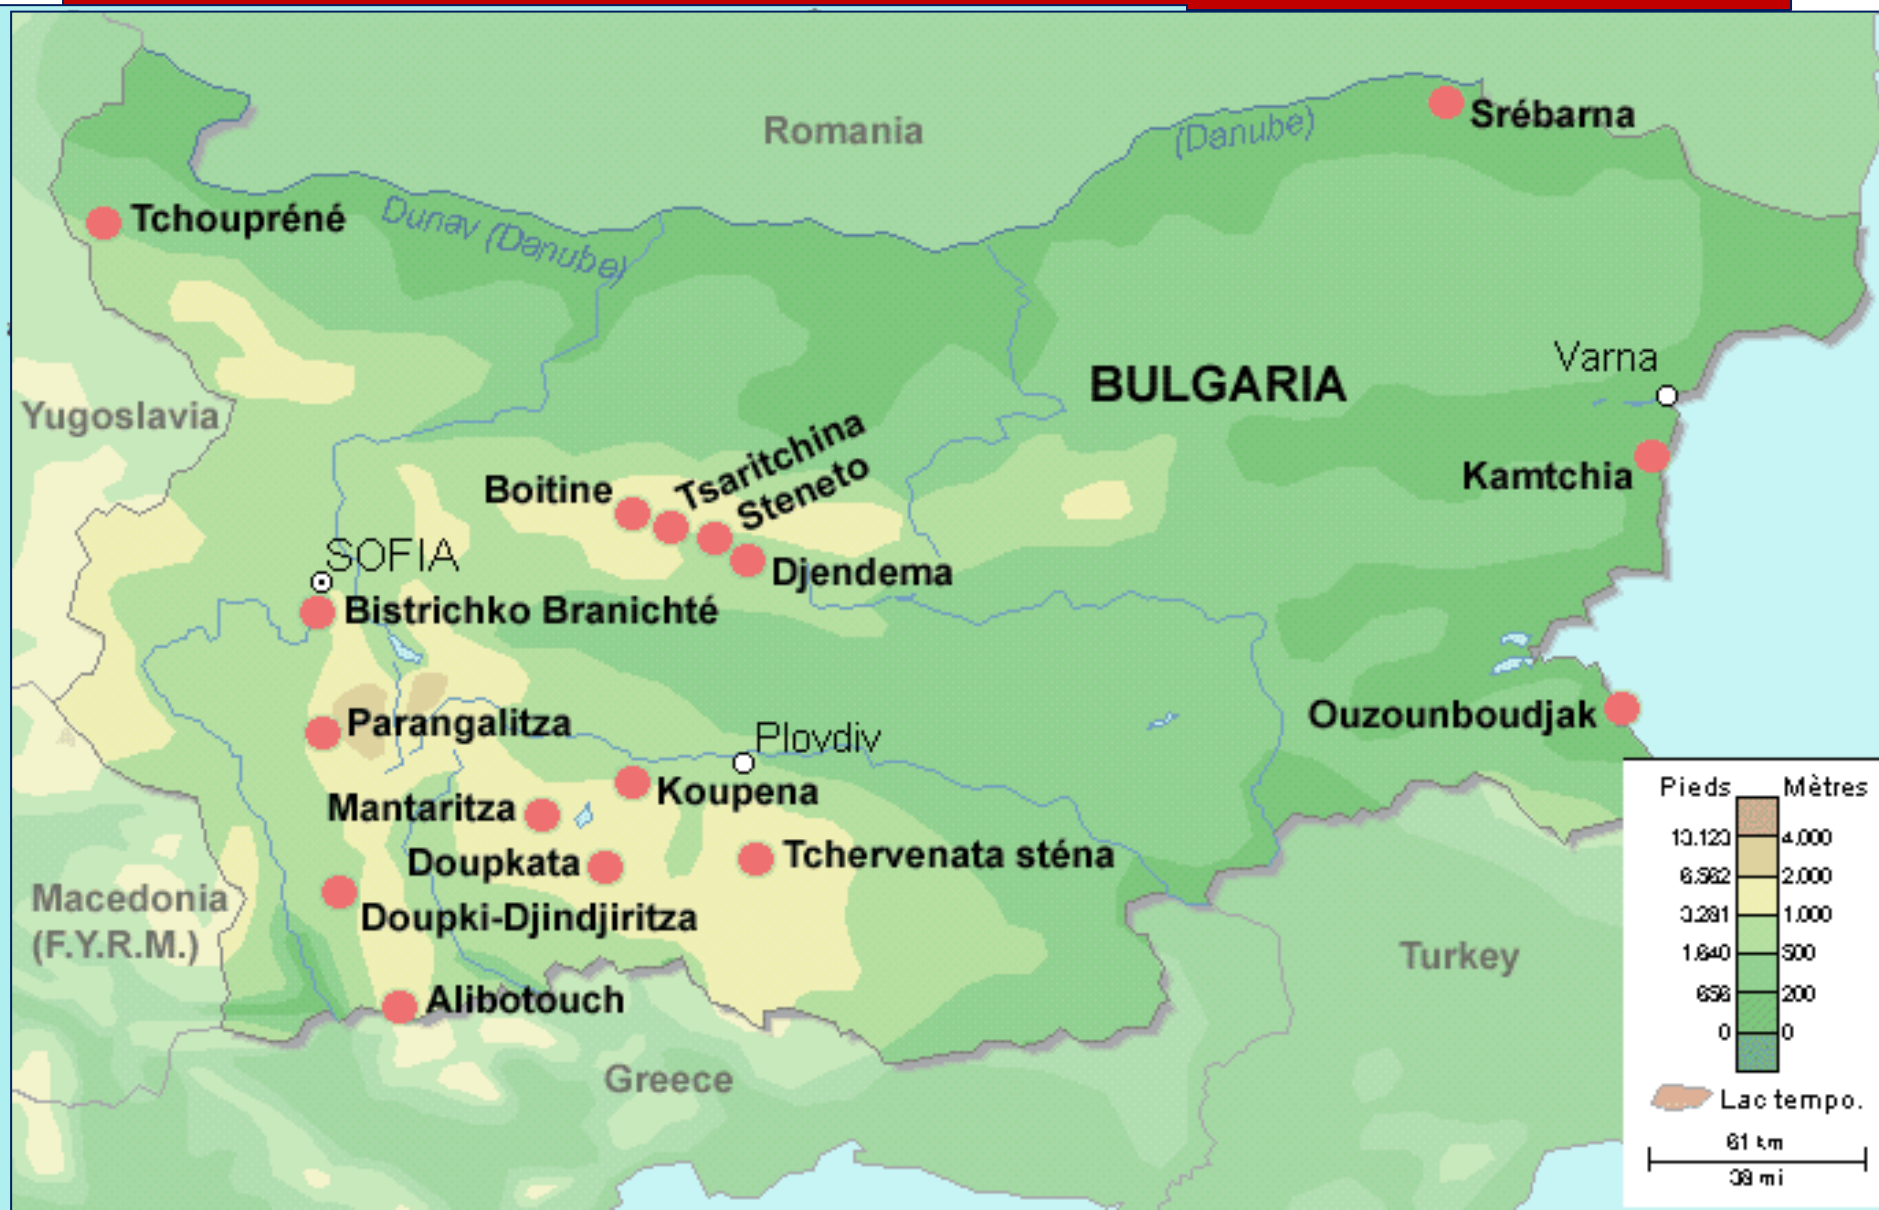 Romania
(Danube)
Srébarna
Tchoupréné
Dunav (Danube)
Varna
BULGARIA
Yugoslavia
Kamtchia
Boitine
Tsaritchina
Steneto
Djendema
SOFIA
Bistrichko Branichté
Ouzounboudjak
Parangalitza
Plovdiv
Koupena
Mantaritza
Doupkata
Tchervenata sténa
Macedonia
(F.Y.R.M.)
Doupki-Djindjiritza
Turkey
Alibotouch
Greece
Pieds Mètres
13.123 4.000
6.562 2.000
3.281 1.000
1.640 500
656 200
0 0
Lac tempo.
61 km
38 mi